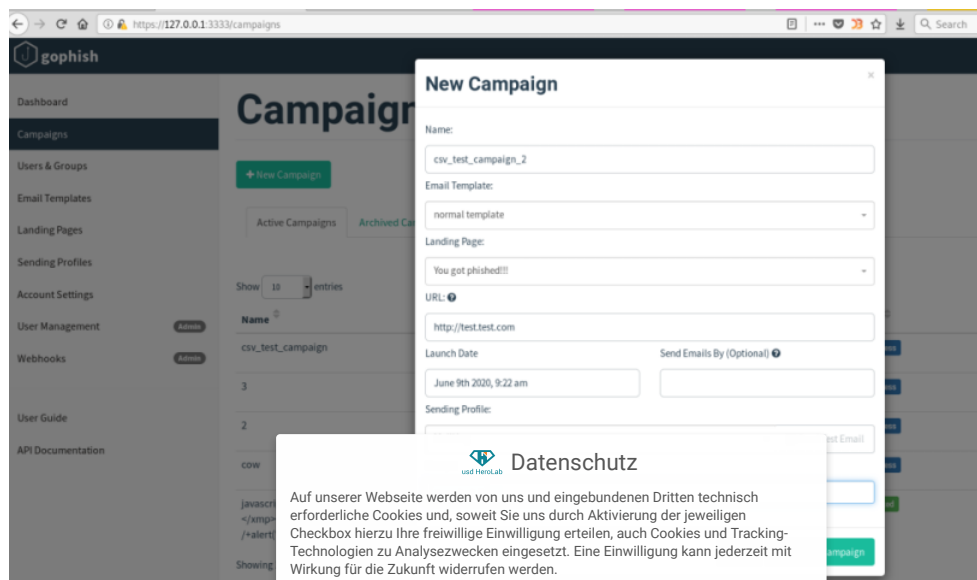 https://127.0.0.1:3333/campaigns
Search
gophish
Dashboard
Campaigns
Users & Groups
Email Templates
Landing Pages
Sending Profiles
Account Settings
User Management Admin
Webhooks Admin
User Guide
API Documentation
Campaign
+ New Campaign
Active Campaigns Archived Ca
Show 10 entries
Name
csv_test_campaign
3
2
cow
javascri
</xmp>
/+alert(
Showing
New Campaign
×
Name:
csv_test_campaign_2
Email Template:
normal template
Landing Page:
You got phished!!!
URL:
http://test.test.com
Launch Date Send Emails By (Optional)
June 9th 2020, 9:22 am
Sending Profile:
est Email
ampaign
usd HeroLab
Datenschutz
Auf unserer Webseite werden von uns und eingebundenen Dritten technisch
erforderliche Cookies und, soweit Sie uns durch Aktivierung der jeweiligen
Checkbox hierzu Ihre freiwillige Einwilligung erteilen, auch Cookies und Tracking-
Technologien zu Analysezwecken eingesetzt. Eine Einwilligung kann jederzeit mit
Wirkung für die Zukunft widerrufen werden.